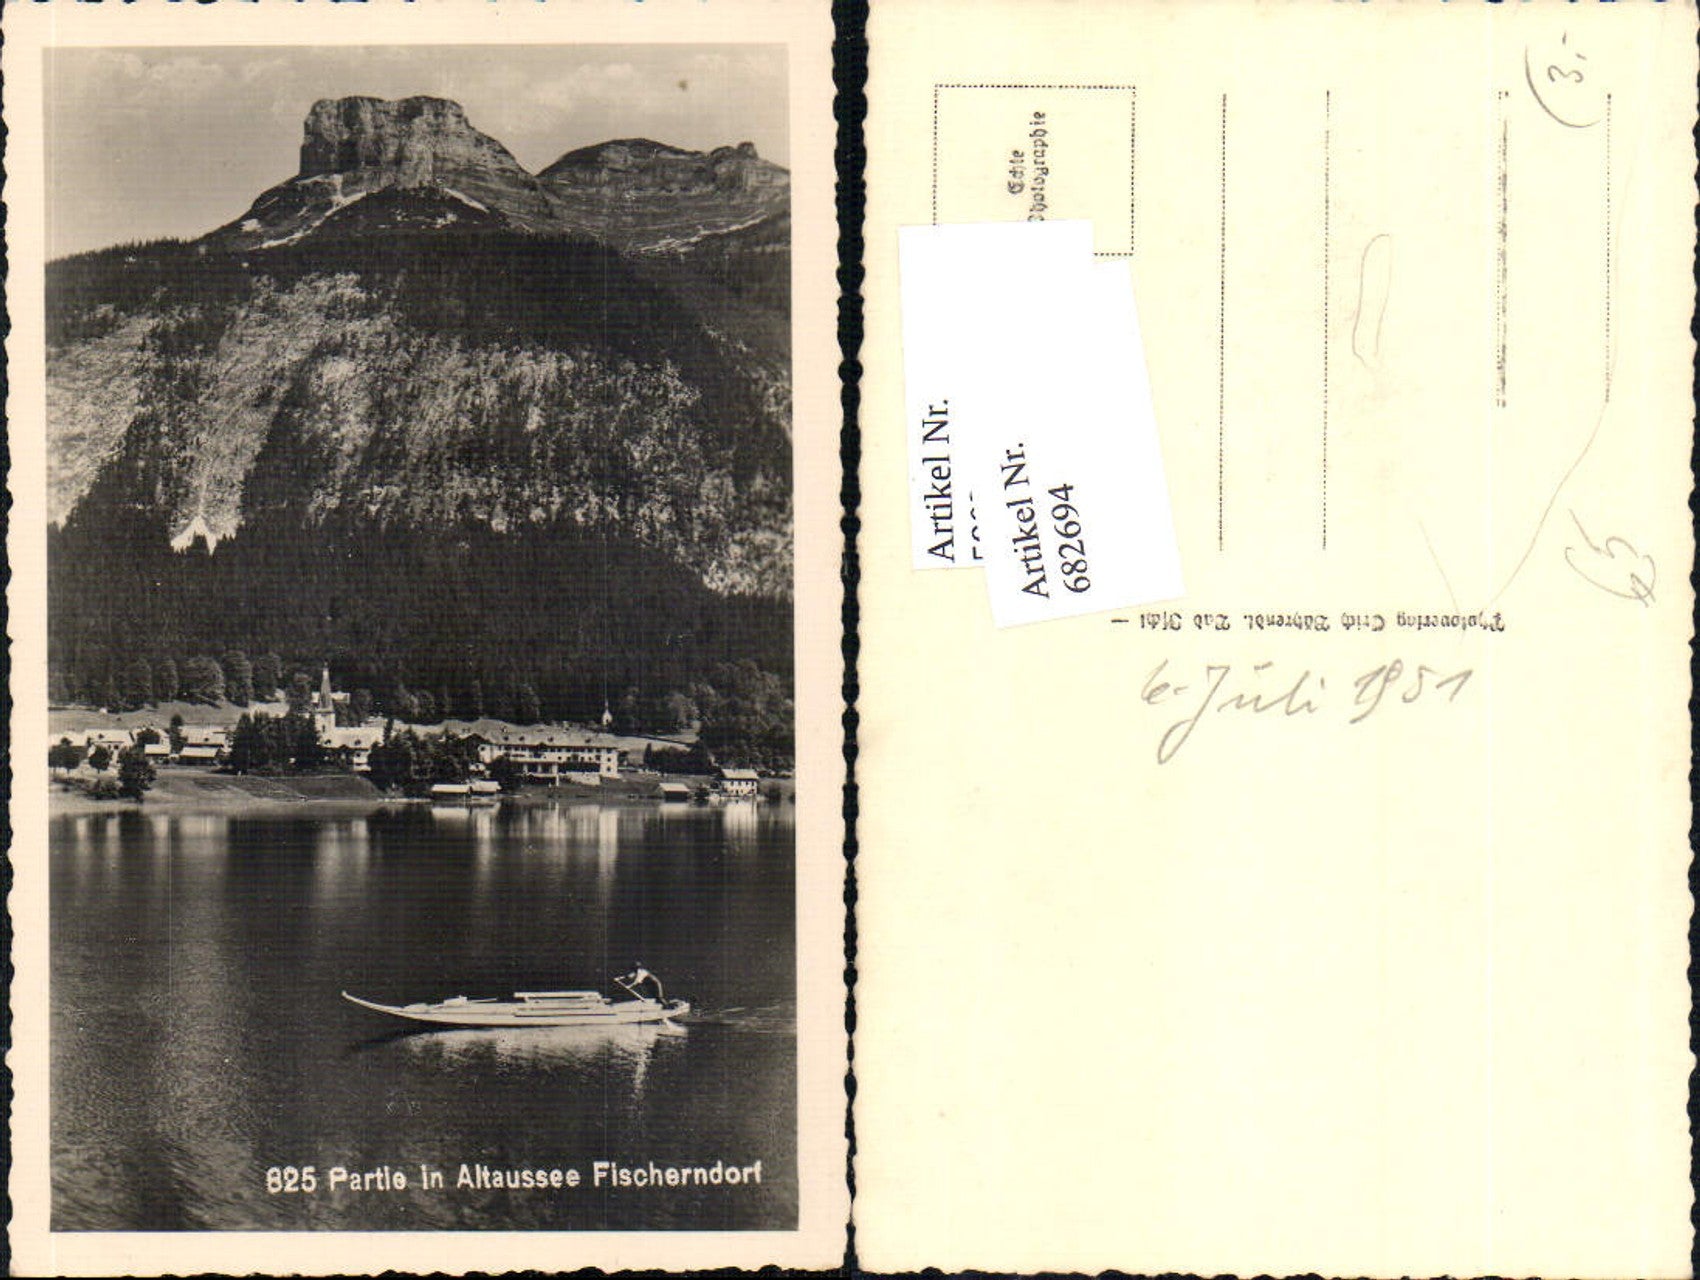 825 Partie in Altaussee Fischerndorf
Echte
Photographie
Artikel Nr.
Artikel Nr.
682694
(3.-
Photoverlag Erich Bährendt. Bad Ischl —
6. Juli 1951